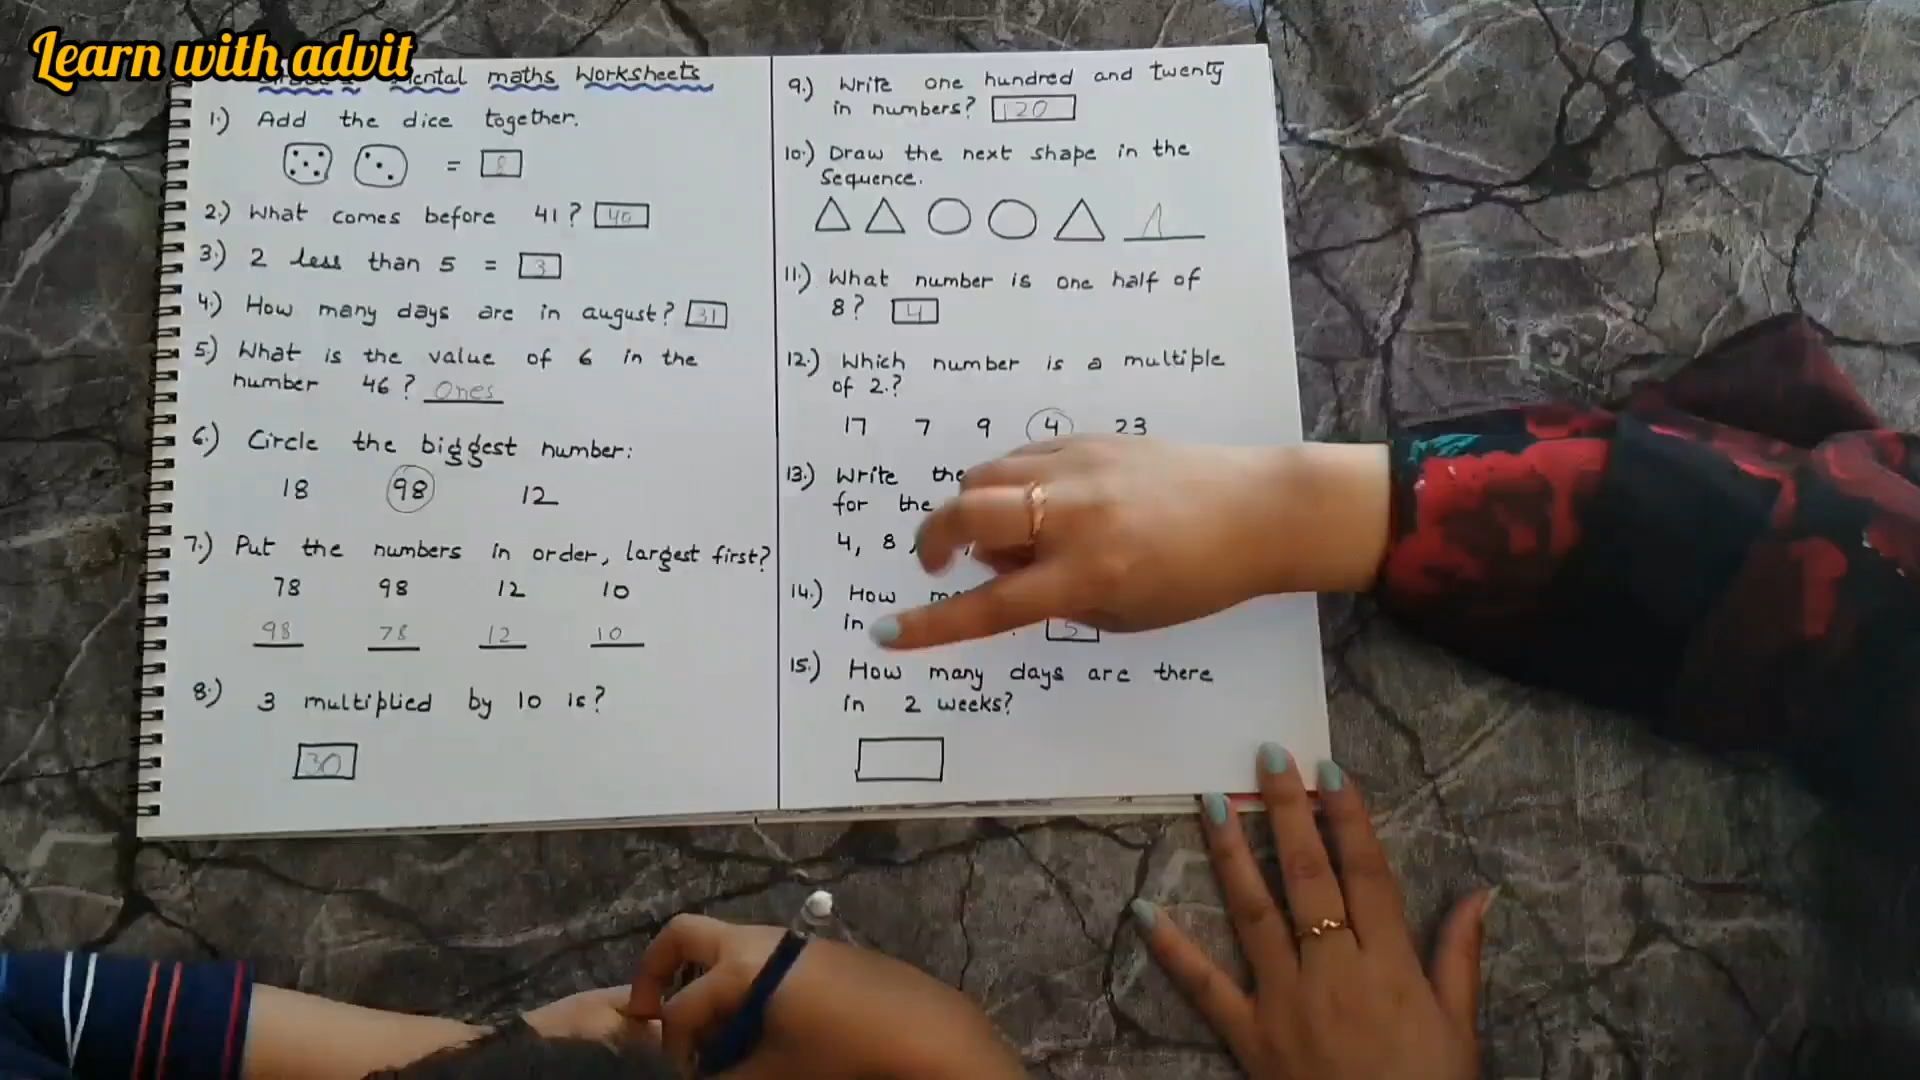 Learn with advit
Mental maths Worksheets
1.) Add the dice together.
= 8
2.) What comes before 41? 40
3.) 2 less than 5 = 3
4.) How many days are in august? 31
5.) What is the value of 6 in the
number 46? Ones
6.) Circle the biggest number:
18 98 12
7.) Put the numbers in order, largest first?
78 98 12 10
98 78 12 10
8.) 3 multiplied by 10 is?
30
9.) Write one hundred and twenty
in numbers? 120
10.) Draw the next shape in the
Sequence.
11.) What number is one half of
8? 4
12.) Which number is a multiple
of 2.?
17 7 9 4 23
13.) Write the
for the
4, 8,
14.) How
in 5
15.) How many days are there
in 2 weeks?